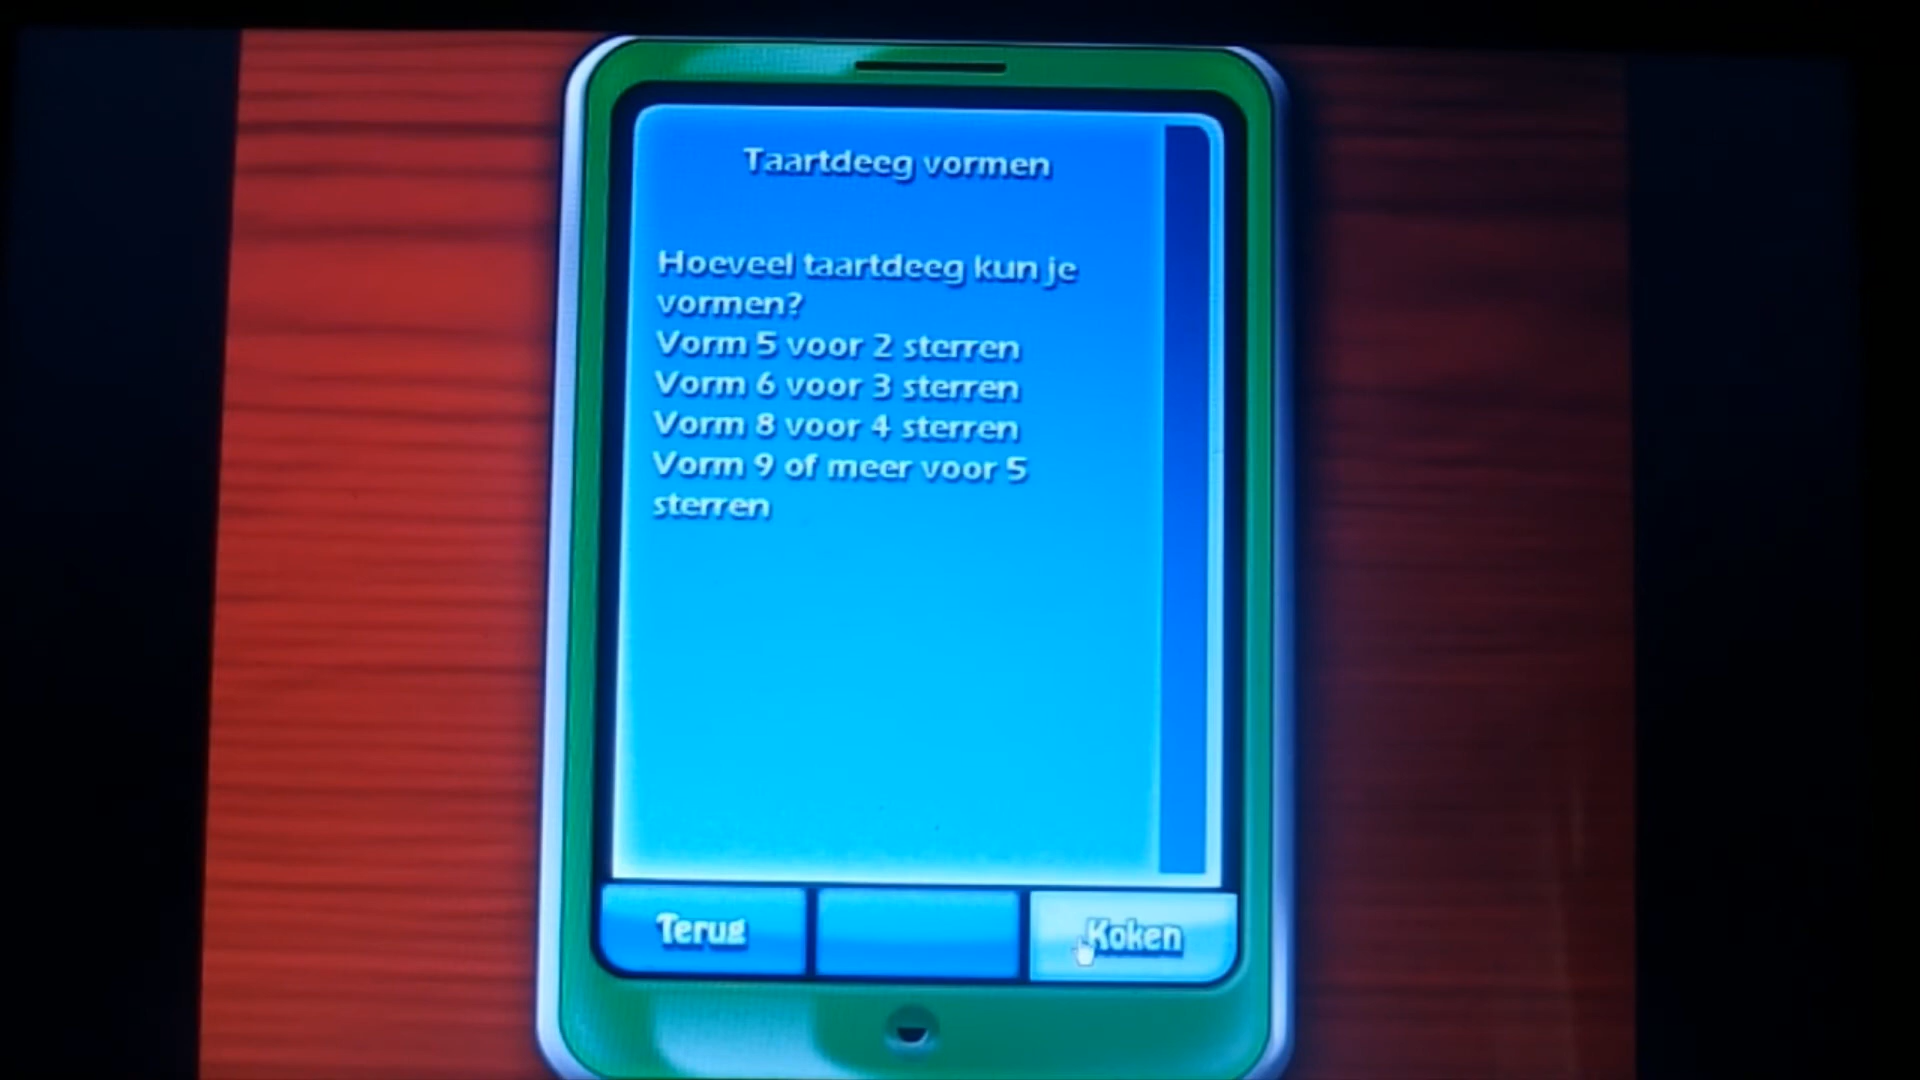 Taartdeeg vormen
Hoeveel taartdeeg kun je
vormen?
Vorm 5 voor 2 sterren
Vorm 6 voor 3 sterren
Vorm 8 voor 4 sterren
Vorm 9 of meer voor 5
sterren
Terug
Koken